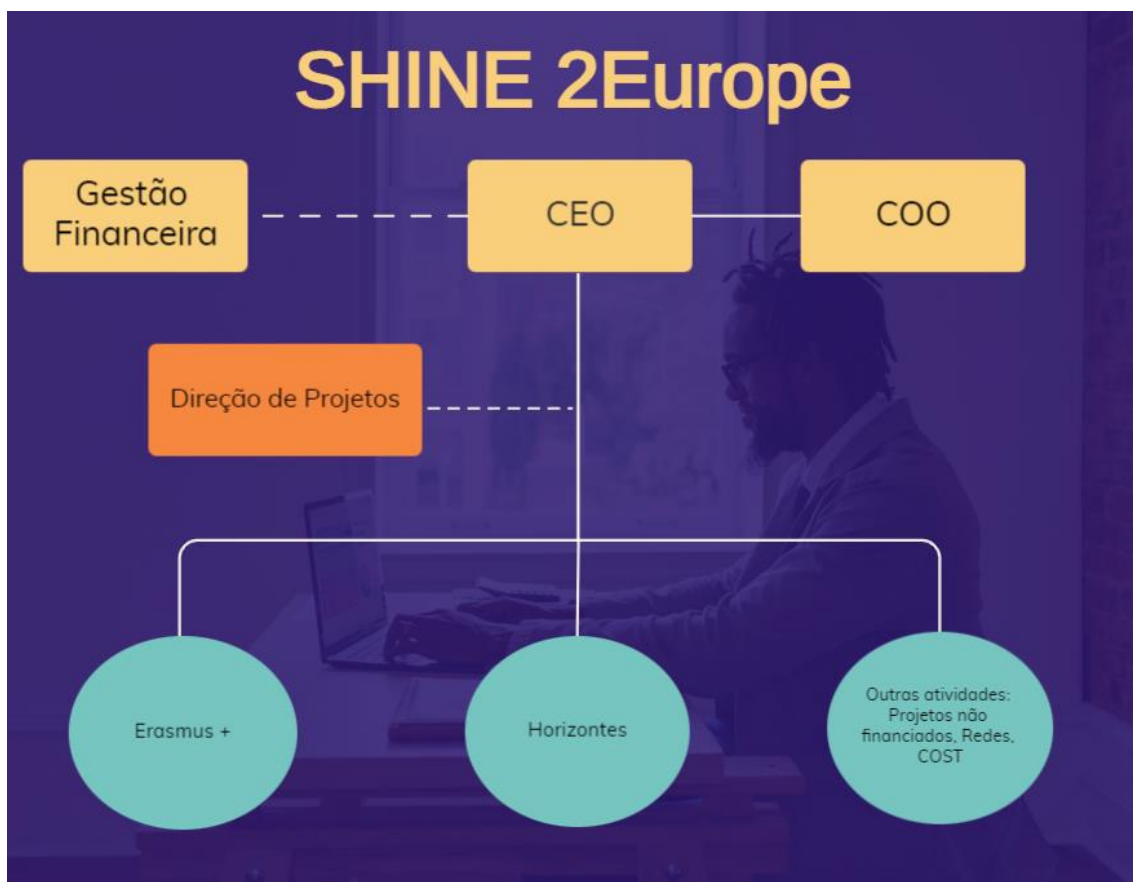 SHINE 2Europe
Gestão
Financeira
CEO
COO
Direção de Projetos
Erasmus +
Horizontes
Outras atividades:
Projetos não
financiados, Redes,
COST